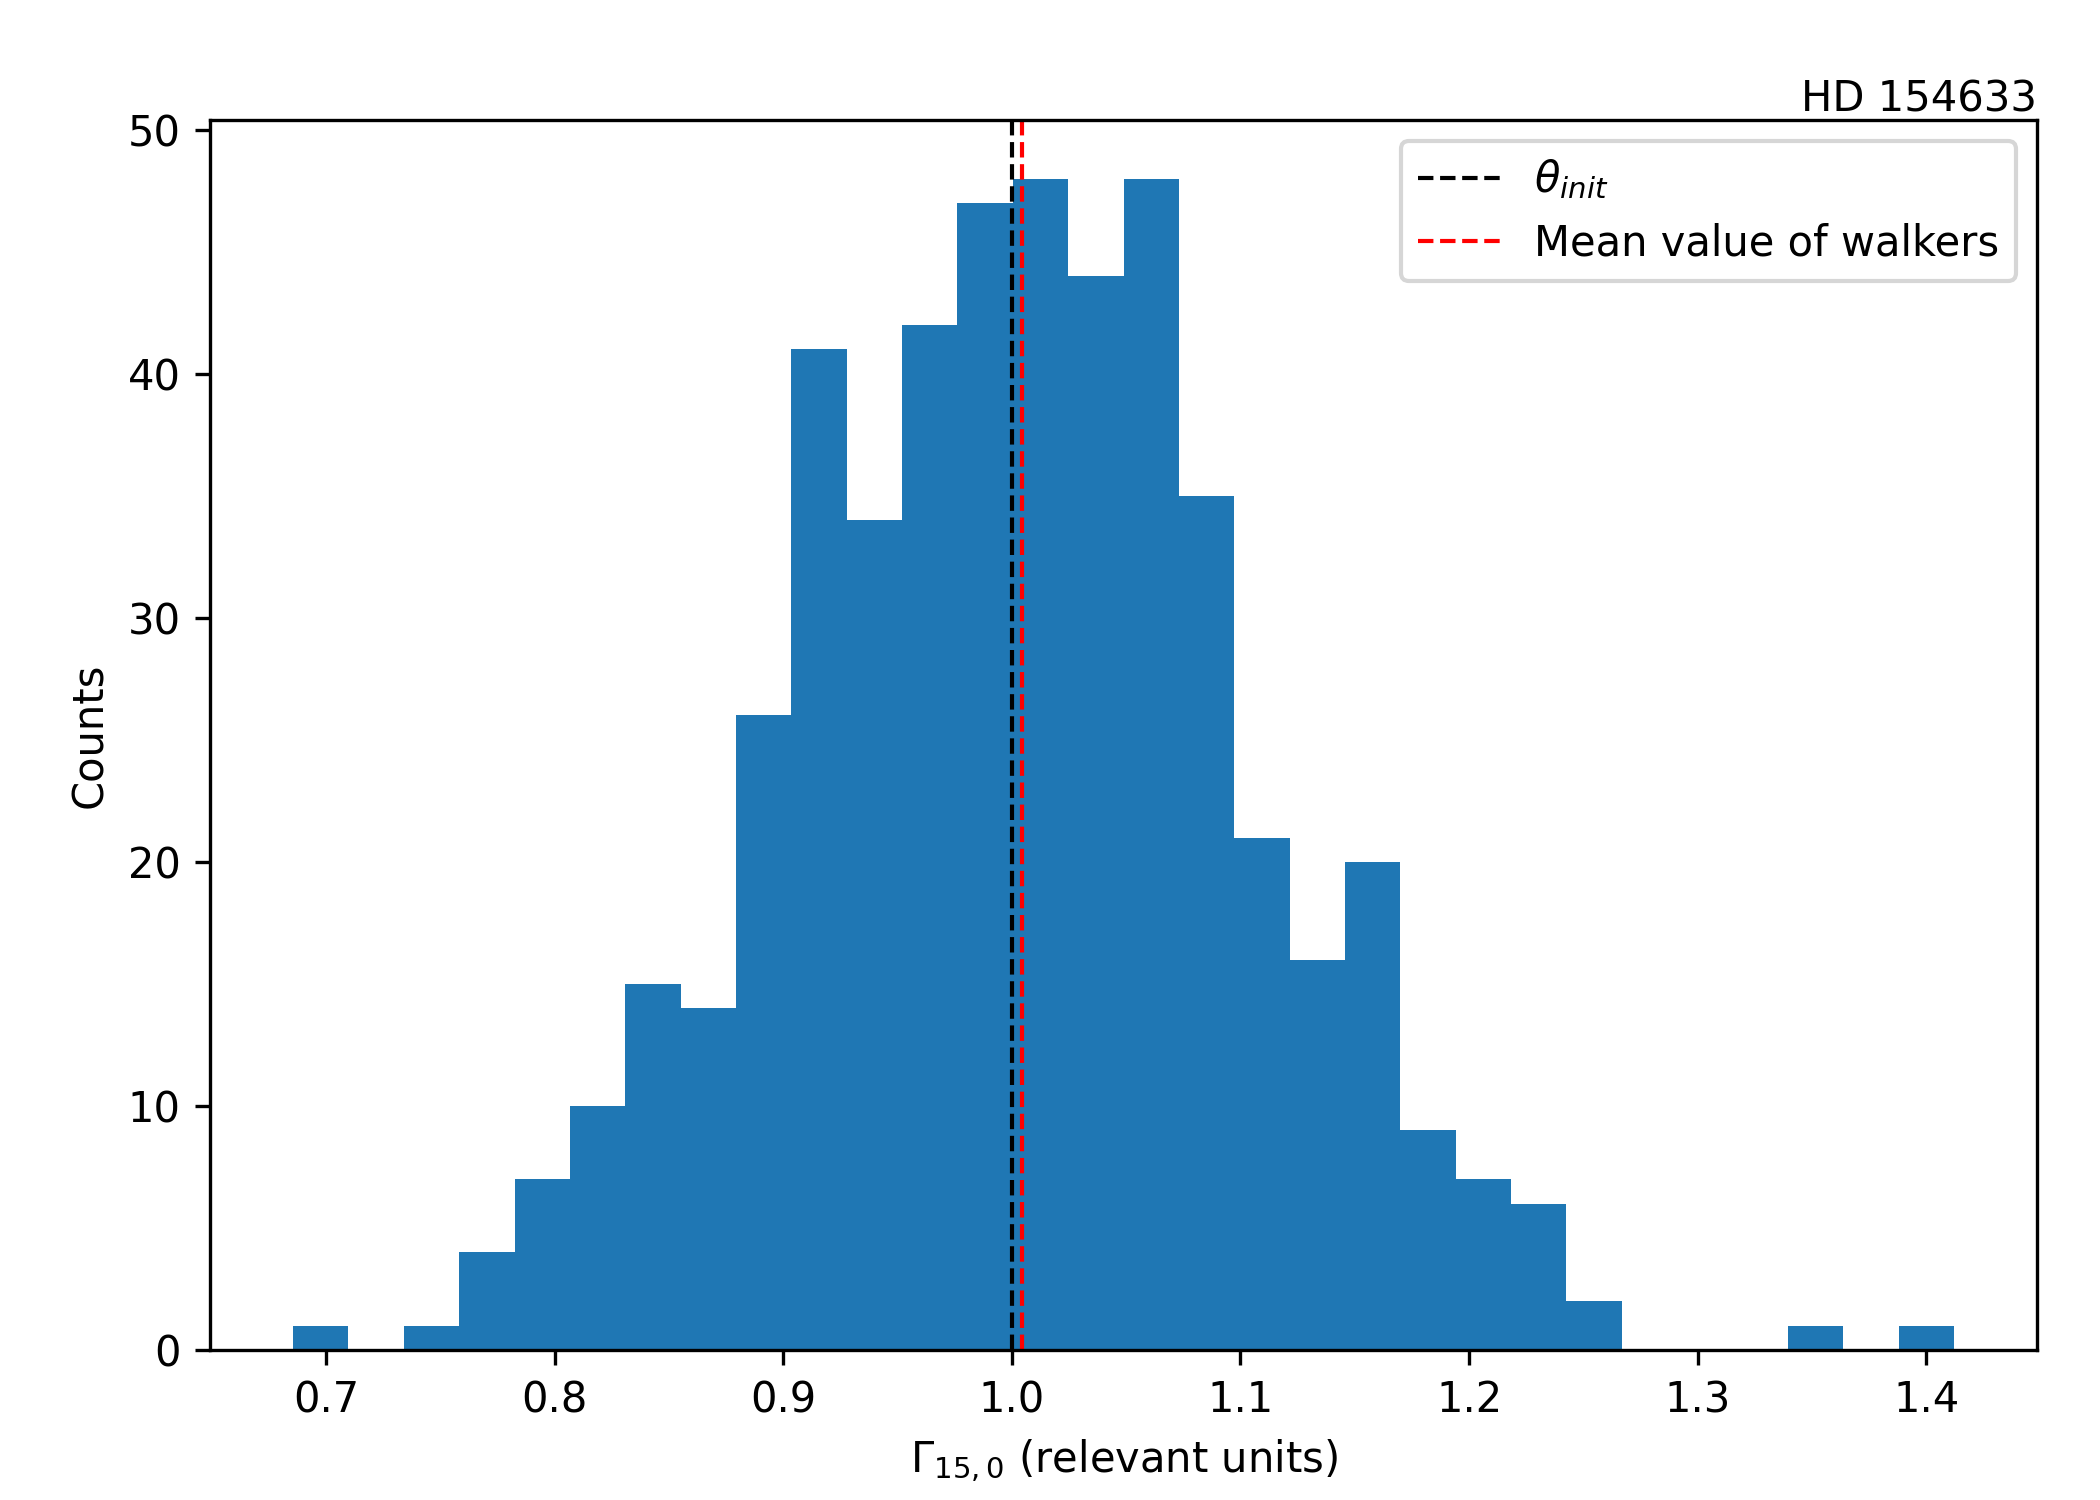 HD 154633
50
40
30
20
10
0
Counts
θinit
Mean value of walkers
0.7 0.8 0.9 1.0 1.1 1.2 1.3 1.4
Γ15, 0 (relevant units)